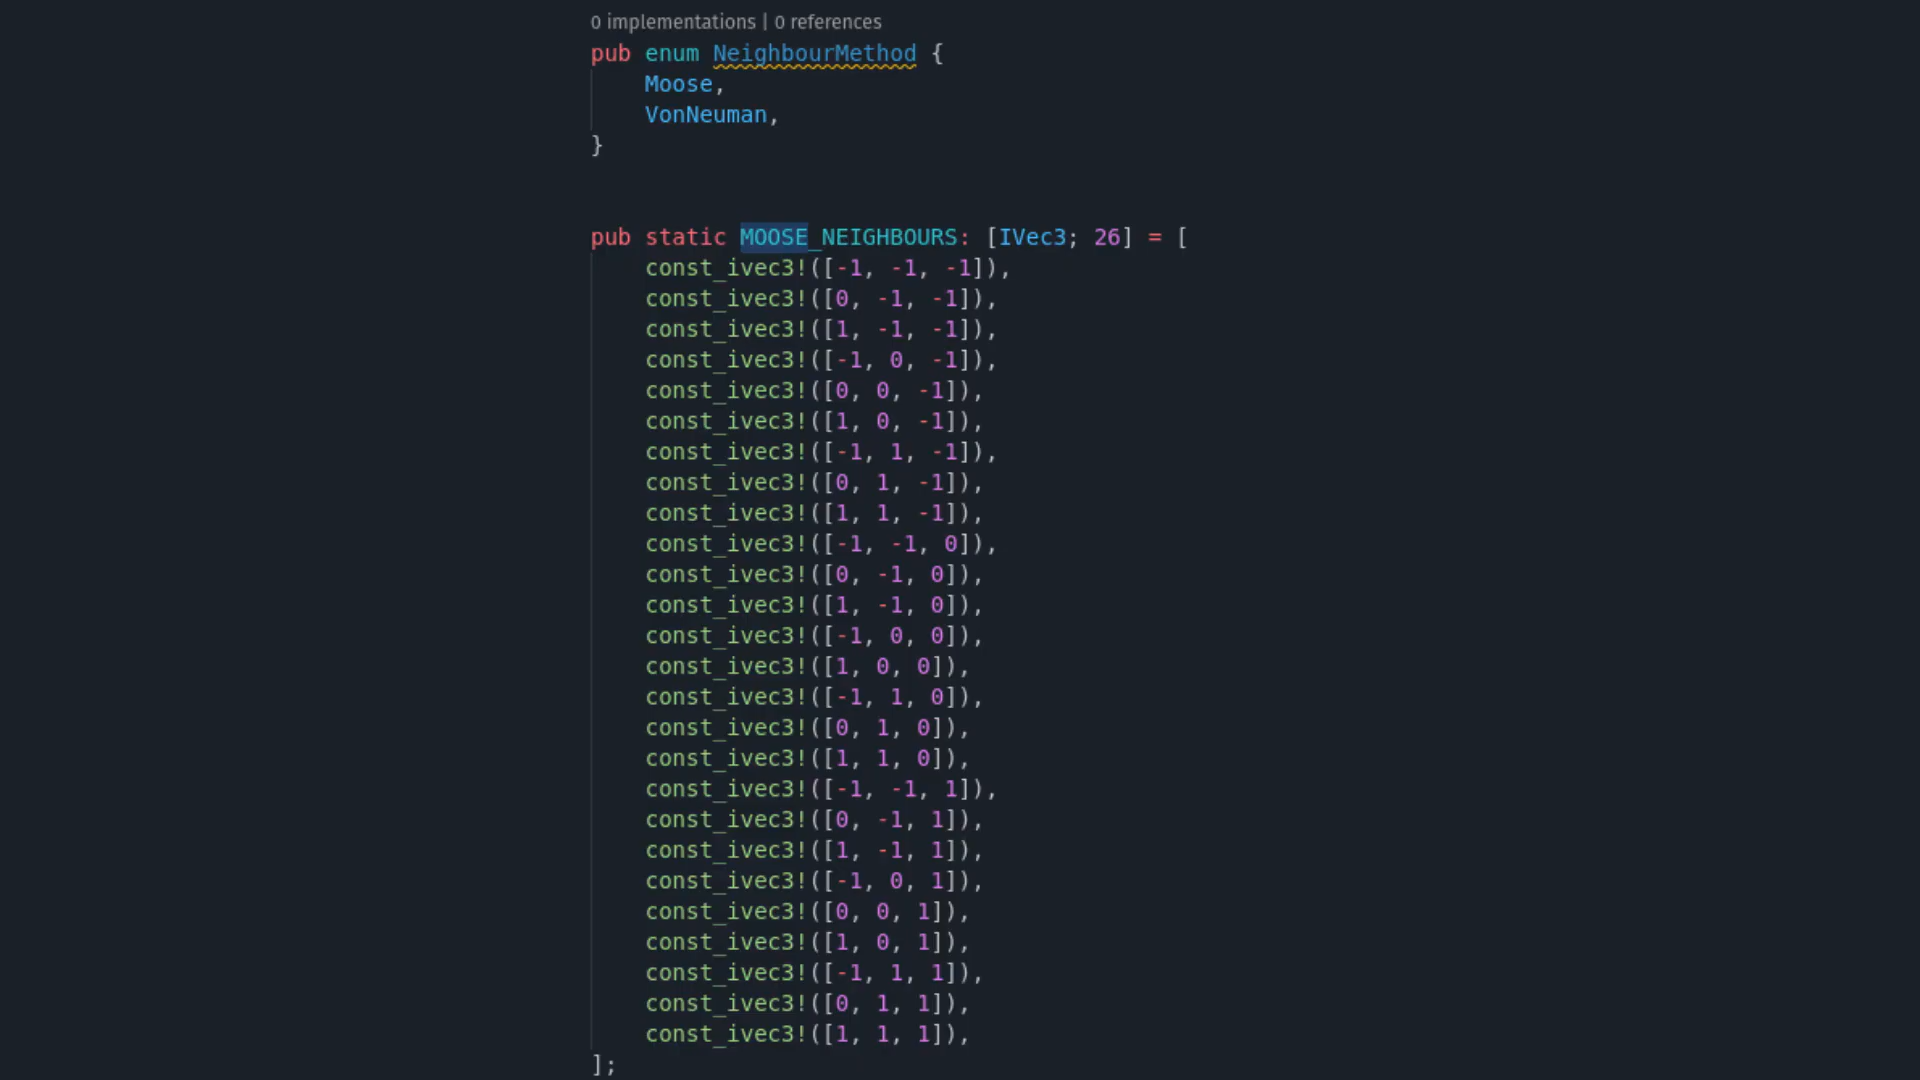 0 implementations | 0 references
pub enum NeighbourMethod {
    Moose,
    VonNeuman,
}
pub static MOOSE_NEIGHBOURS: [IVec3; 26] = [
    const_ivec3!([-1, -1, -1]),
    const_ivec3!([0, -1, -1]),
    const_ivec3!([1, -1, -1]),
    const_ivec3!([-1, 0, -1]),
    const_ivec3!([0, 0, -1]),
    const_ivec3!([1, 0, -1]),
    const_ivec3!([-1, 1, -1]),
    const_ivec3!([0, 1, -1]),
    const_ivec3!([1, 1, -1]),
    const_ivec3!([-1, -1, 0]),
    const_ivec3!([0, -1, 0]),
    const_ivec3!([1, -1, 0]),
    const_ivec3!([-1, 0, 0]),
    const_ivec3!([1, 0, 0]),
    const_ivec3!([-1, 1, 0]),
    const_ivec3!([0, 1, 0]),
    const_ivec3!([1, 1, 0]),
    const_ivec3!([-1, -1, 1]),
    const_ivec3!([0, -1, 1]),
    const_ivec3!([1, -1, 1]),
    const_ivec3!([-1, 0, 1]),
    const_ivec3!([0, 0, 1]),
    const_ivec3!([1, 0, 1]),
    const_ivec3!([-1, 1, 1]),
    const_ivec3!([0, 1, 1]),
    const_ivec3!([1, 1, 1]),
];